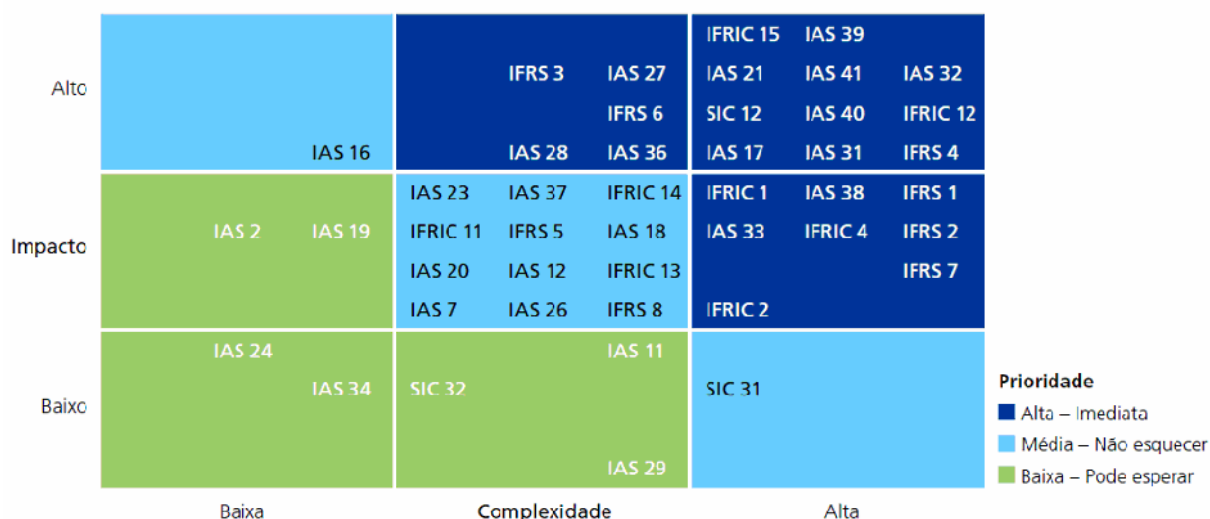 IFRIC 15 IAS 39
Alto IFRS 3 IAS 27 IAS 21 IAS 41 IAS 32
IFRS 6 SIC 12 IAS 40 IFRIC 12
IAS 16 IAS 28 IAS 36 IAS 17 IAS 31 IFRS 4
IAS 23 IAS 37 IFRIC 14 IFRIC 1 IAS 38 IFRS 1
Impacto IAS 2 IAS 19 IFRIC 11 IFRS 5 IAS 18 IAS 33 IFRIC 4 IFRS 2
IAS 20 IAS 12 IFRIC 13 IFRS 7
IAS 7 IAS 26 IFRS 8 IFRIC 2
IAS 24 IAS 11
Baixo IAS 34 SIC 32 SIC 31
IAS 29
Prioridade
Alta – Imediata
Média – Não esquecer
Baixa – Pode esperar
Baixa Complexidade Alta